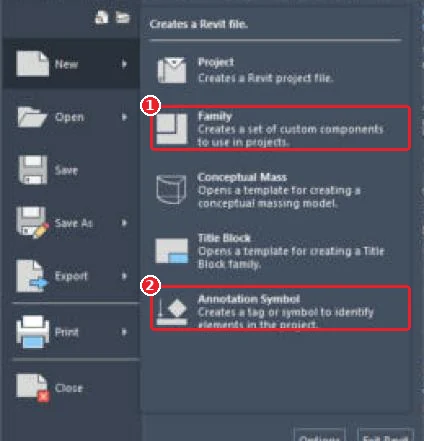 Creates a Revit file.
New
Project
Creates a Revit project file.
1
Open
Family
Creates a set of custom components
to use in projects.
Save
Conceptual Mass
Opens a template for creating a
conceptual massing model.
Save As
Title Block
Opens a template for creating a Title
Block family.
Export
2
Annotation Symbol
Creates a tag or symbol to identify
elements in the project.
Print
Close
Options
Exit Revit